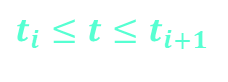 tᵢ ≤ t ≤ tᵢ₊₁